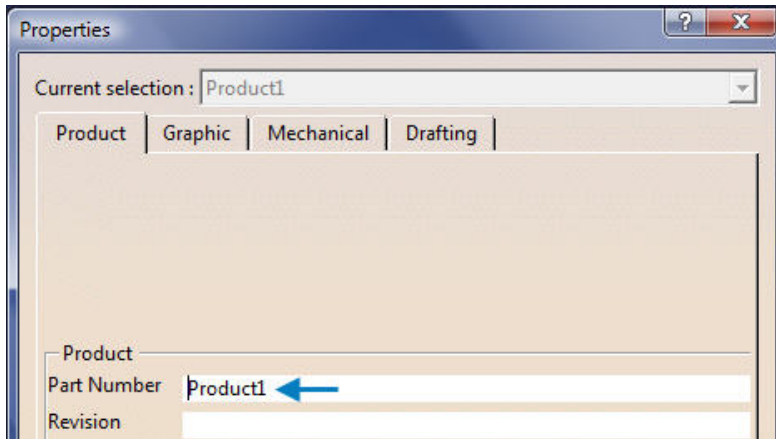 Properties
Current selection : Product1
Product Graphic Mechanical Drafting
Product
Part Number Product1
Revision